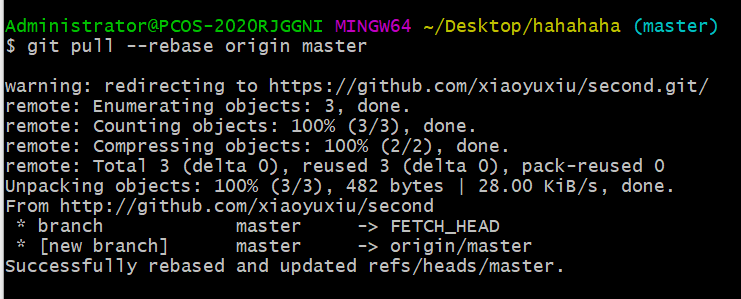 Administrator@PCOS-2020RJGGNI MINGW64 ~/Desktop/hahahaha (master)
$ git pull --rebase origin master
warning: redirecting to https://github.com/xiaoyuxiu/second.git/
remote: Enumerating objects: 3, done.
remote: Counting objects: 100% (3/3), done.
remote: Compressing objects: 100% (2/2), done.
remote: Total 3 (delta 0), reused 3 (delta 0), pack-reused 0
Unpacking objects: 100% (3/3), 482 bytes | 28.00 KiB/s, done.
From http://github.com/xiaoyuxiu/second
 * branch            master     -> FETCH_HEAD
 * [new branch]      master     -> origin/master
Successfully rebased and updated refs/heads/master.